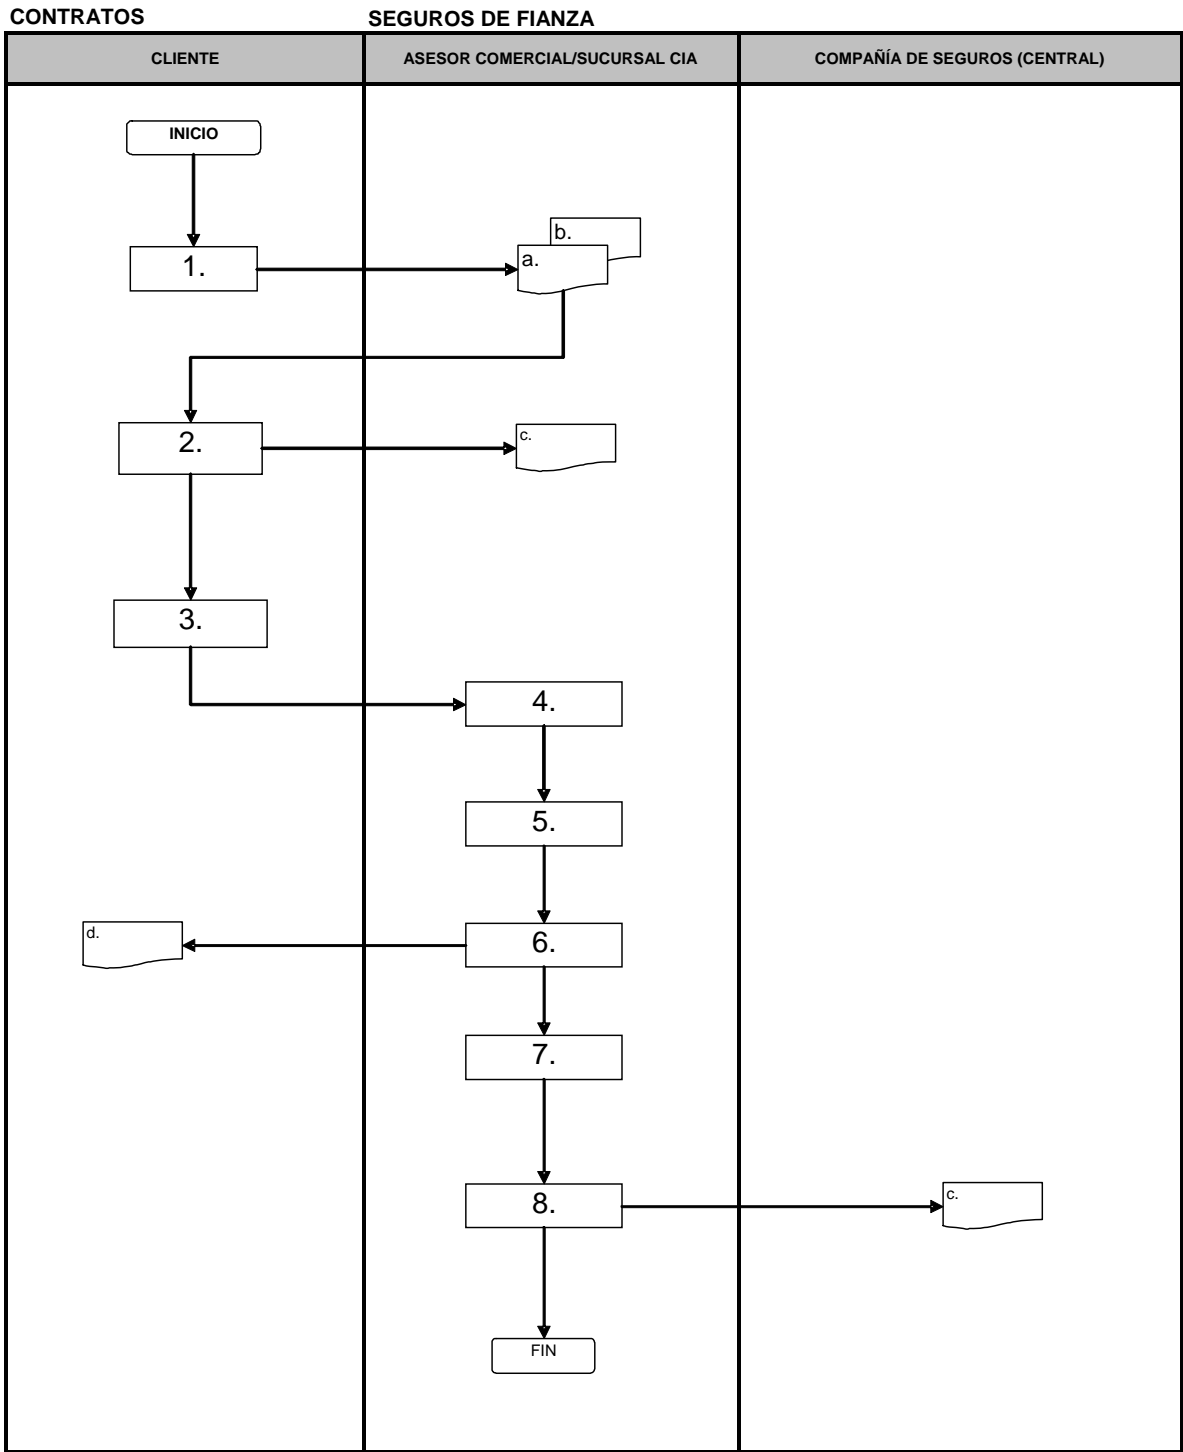 CONTRATOS SEGUROS DE FIANZA
CLIENTE ASESOR COMERCIAL/SUCURSAL CIA COMPAÑÍA DE SEGUROS (CENTRAL)
INICIO
b.
a.
1.
2.
c.
3.
4.
5.
d.
6.
7.
8.
c.
FIN